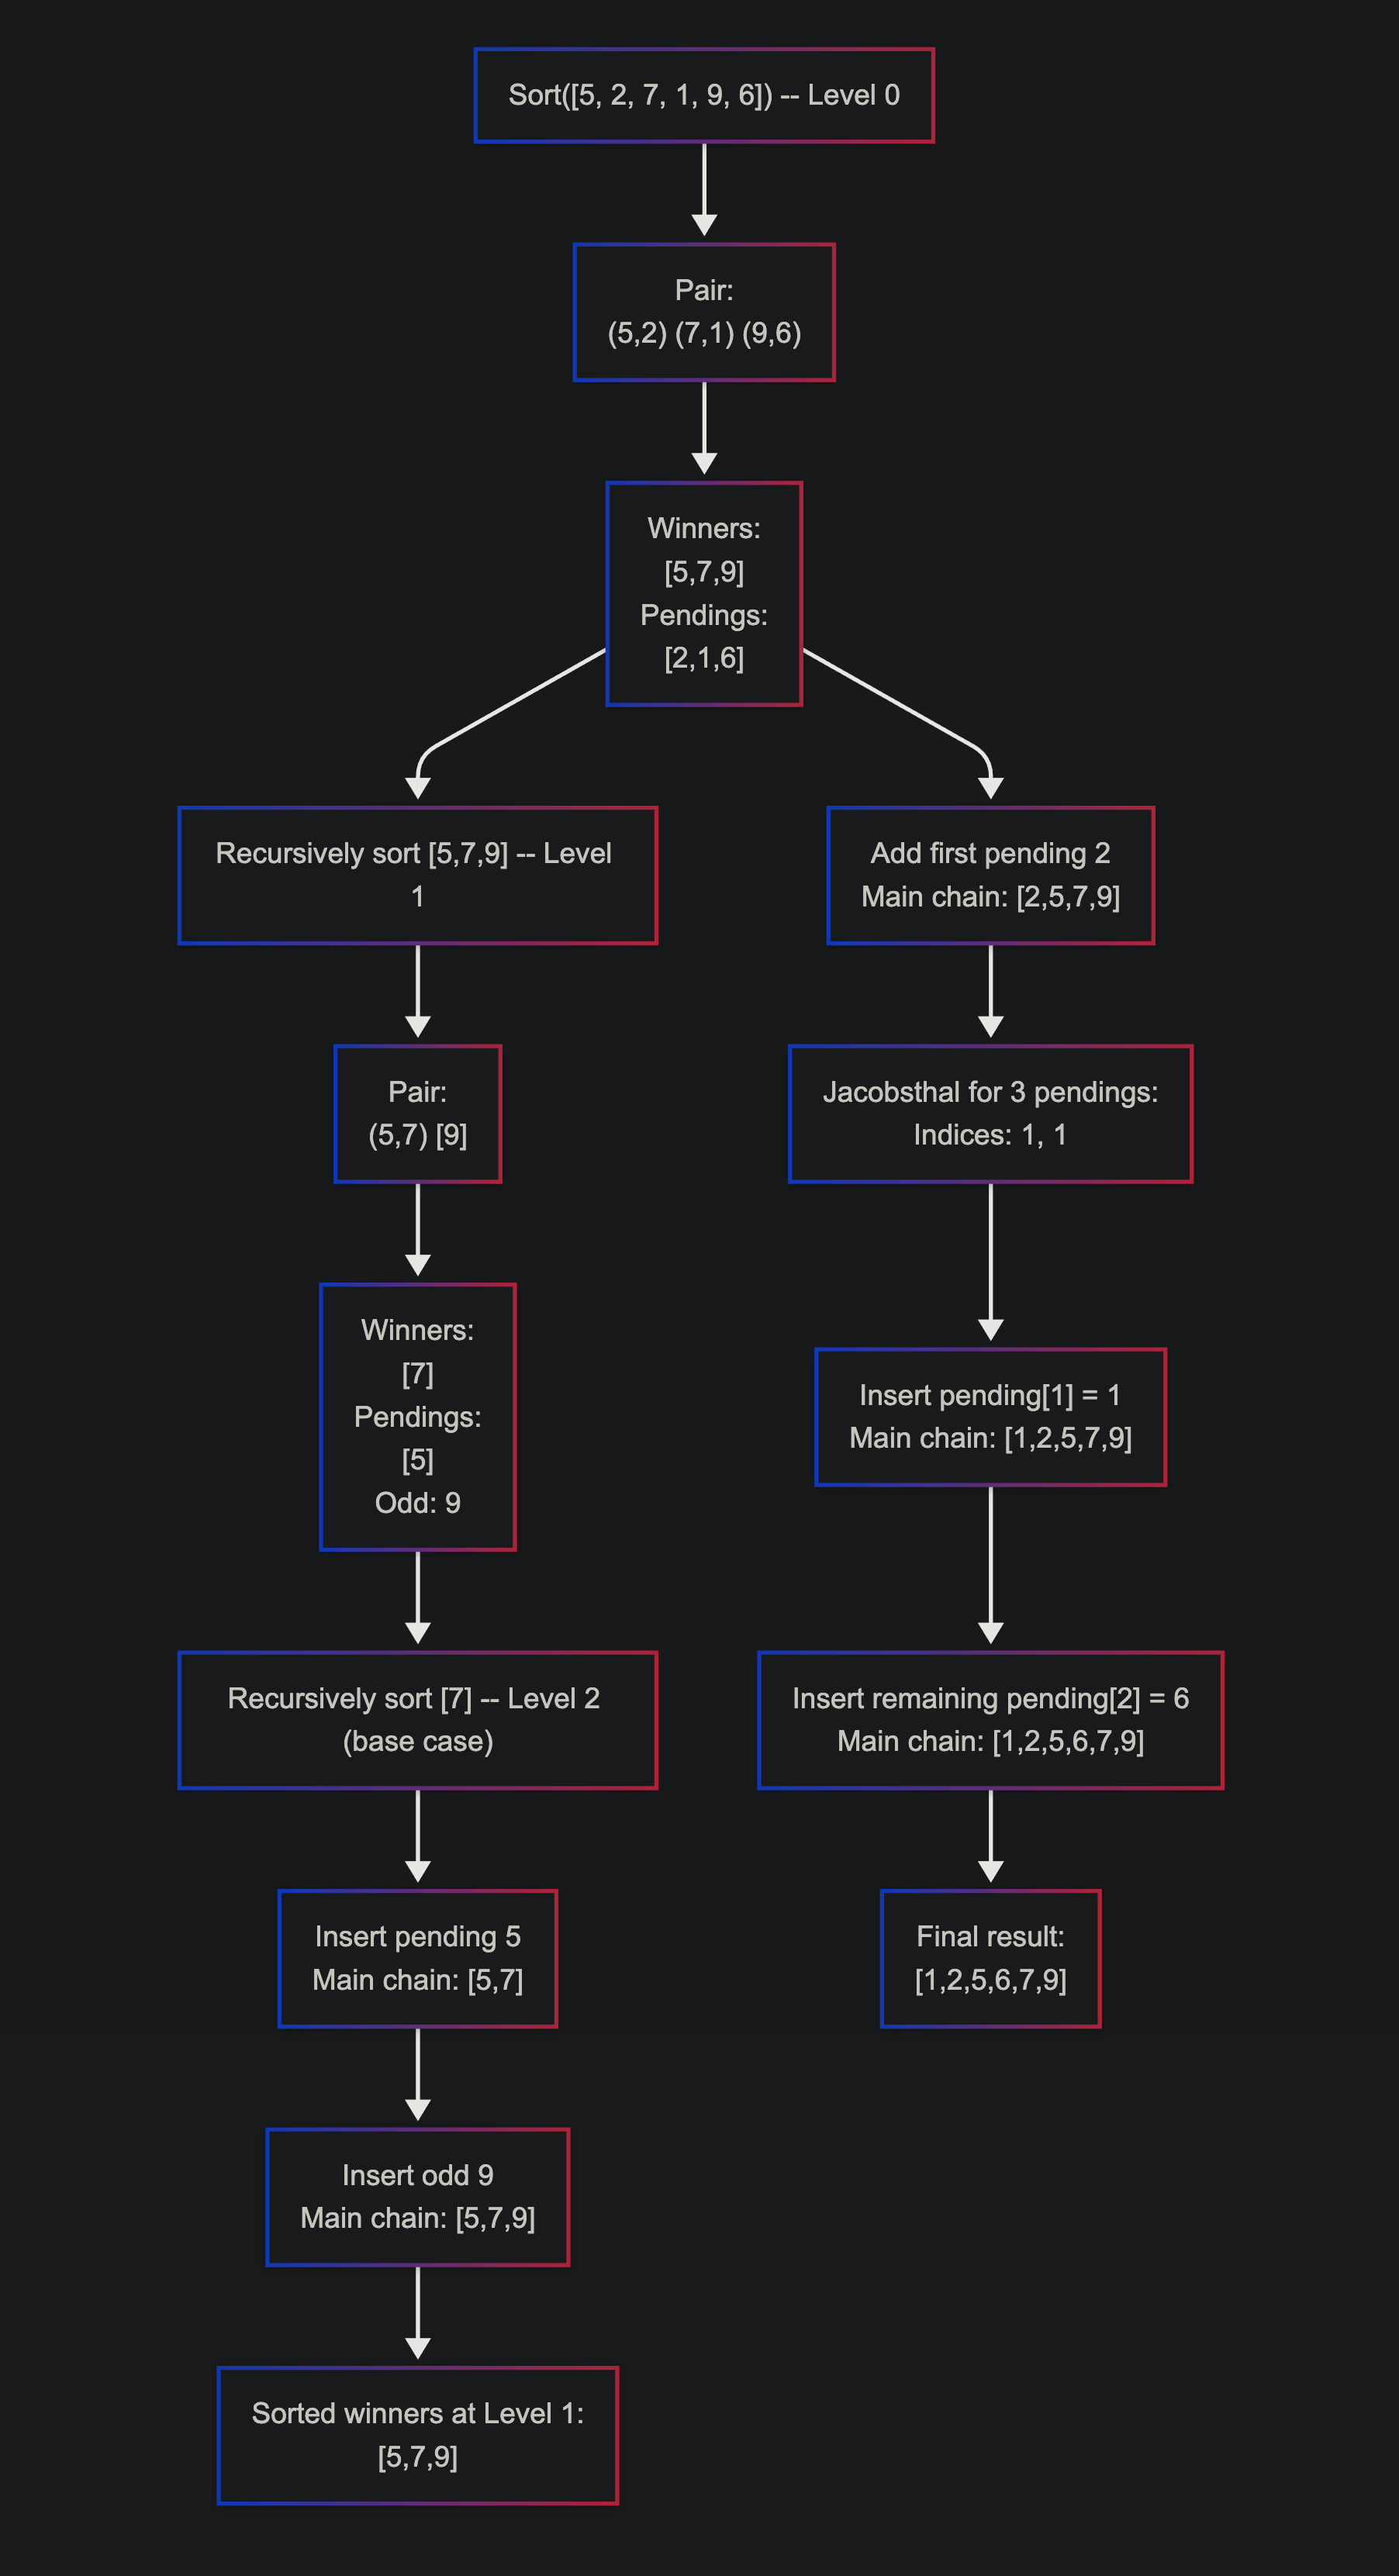 Sort([5, 2, 7, 1, 9, 6]) -- Level 0
Pair:
(5,2) (7,1) (9,6)
Winners:
[5,7,9]
Pendings:
[2,1,6]
Recursively sort [5,7,9] -- Level
1
Pair:
(5,7) [9]
Winners:
[7]
Pendings:
[5]
Odd: 9
Recursively sort [7] -- Level 2
(base case)
Insert pending 5
Main chain: [5,7]
Insert odd 9
Main chain: [5,7,9]
Sorted winners at Level 1:
[5,7,9]
Add first pending 2
Main chain: [2,5,7,9]
Jacobsthal for 3 pendings:
Indices: 1, 1
Insert pending[1] = 1
Main chain: [1,2,5,7,9]
Insert remaining pending[2] = 6
Main chain: [1,2,5,6,7,9]
Final result:
[1,2,5,6,7,9]